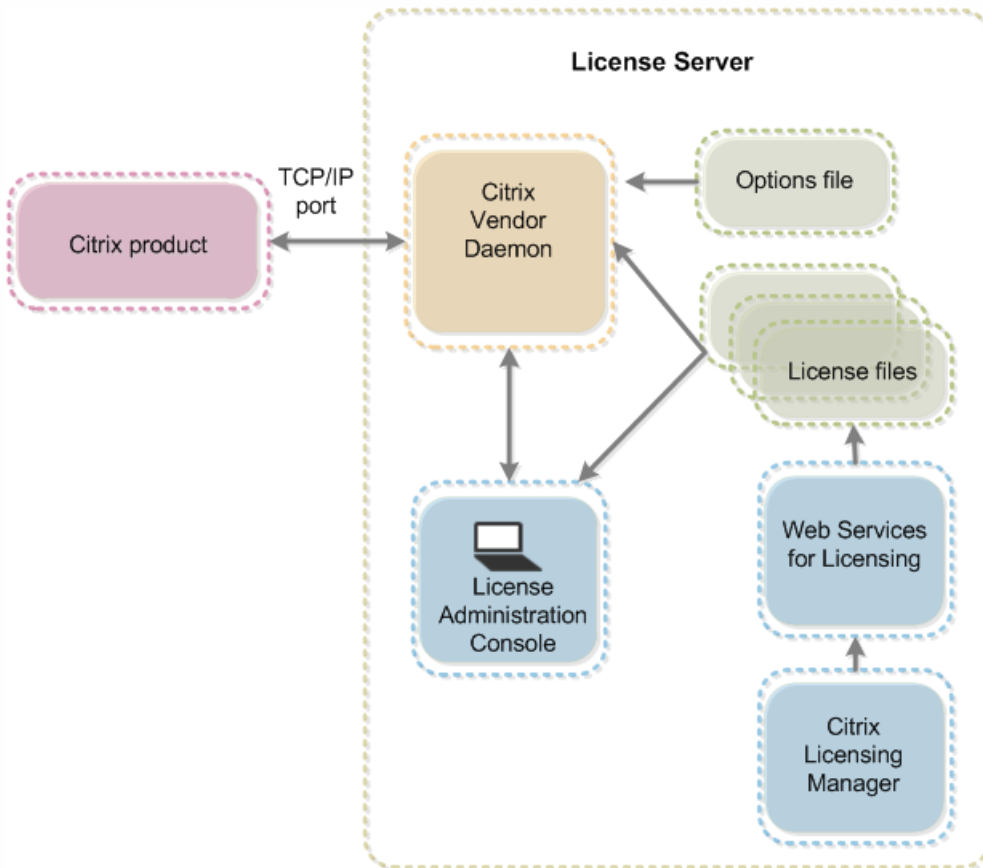 License Server
TCP/IP
port
Citrix product
Citrix
Vendor
Daemon
Options file
License files
License
Administration
Console
Web Services
for Licensing
Citrix
Licensing
Manager